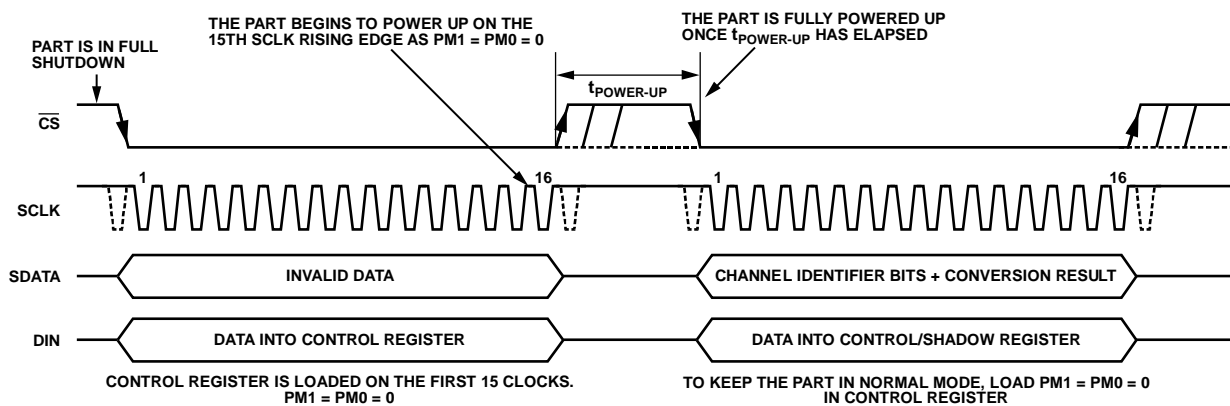 THE PART BEGINS TO POWER UP ON THE
15TH SCLK RISING EDGE AS PM1 = PM0 = 0
THE PART IS FULLY POWERED UP
ONCE tPOWER-UP HAS ELAPSED
PART IS IN FULL
SHUTDOWN
tPOWER-UP
CS
1 16 1 16
SCLK
SDATA INVALID DATA CHANNEL IDENTIFIER BITS + CONVERSION RESULT
DIN DATA INTO CONTROL REGISTER DATA INTO CONTROL/SHADOW REGISTER
CONTROL REGISTER IS LOADED ON THE FIRST 15 CLOCKS.
PM1 = PM0 = 0
TO KEEP THE PART IN NORMAL MODE, LOAD PM1 = PM0 = 0
IN CONTROL REGISTER